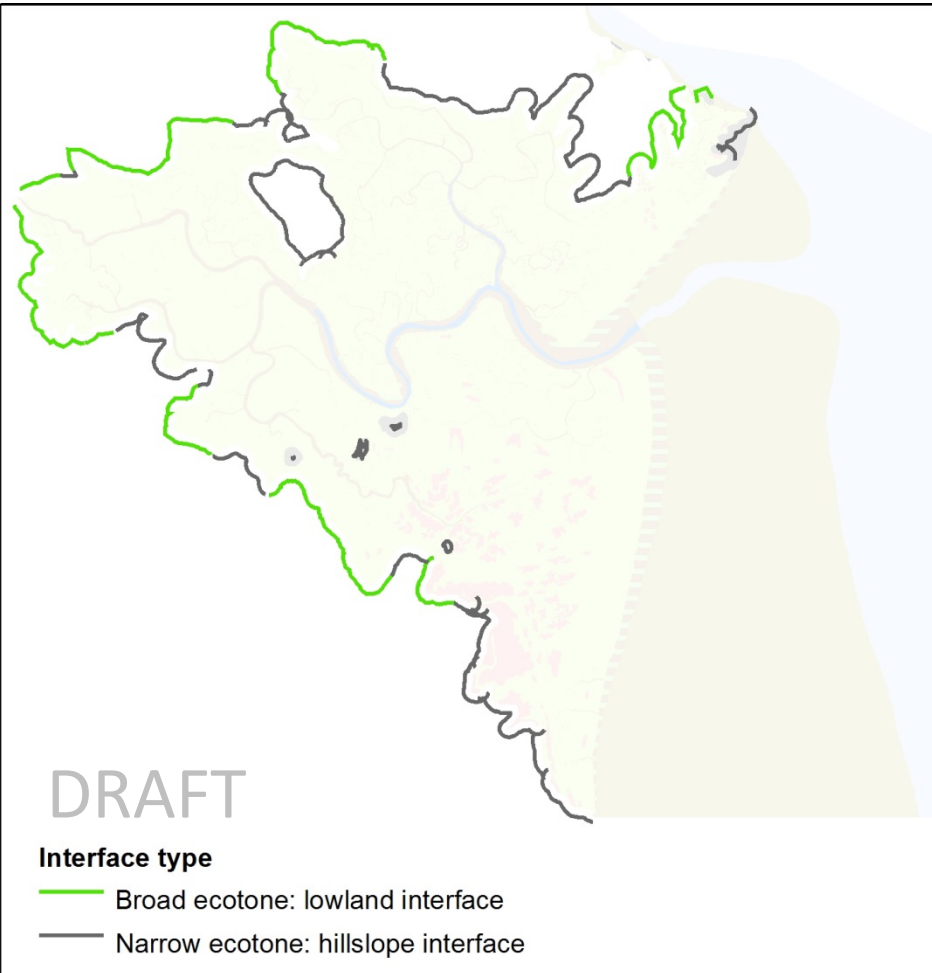 DRAFT
Interface type
Broad ecotone: lowland interface
Narrow ecotone: hillslope interface